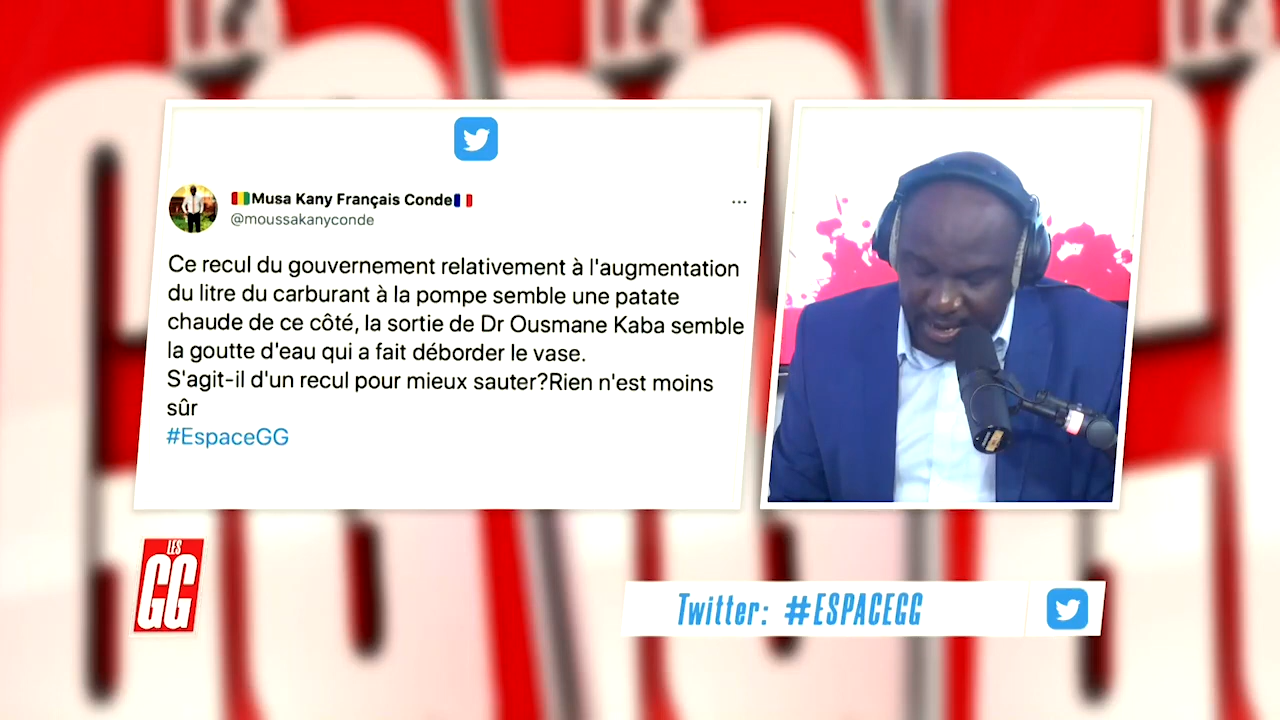 Musa Kany Français Conde
@moussakanyconde
Ce recul du gouvernement relativement à l'augmentation
du litre du carburant à la pompe semble une patate
chaude de ce côté, la sortie de Dr Ousmane Kaba semble
la goutte d'eau qui a fait déborder le vase.
S'agit-il d'un recul pour mieux sauter?Rien n'est moins
sûr
#EspaceGG
LES
GG
Twitter: #ESPACEGG